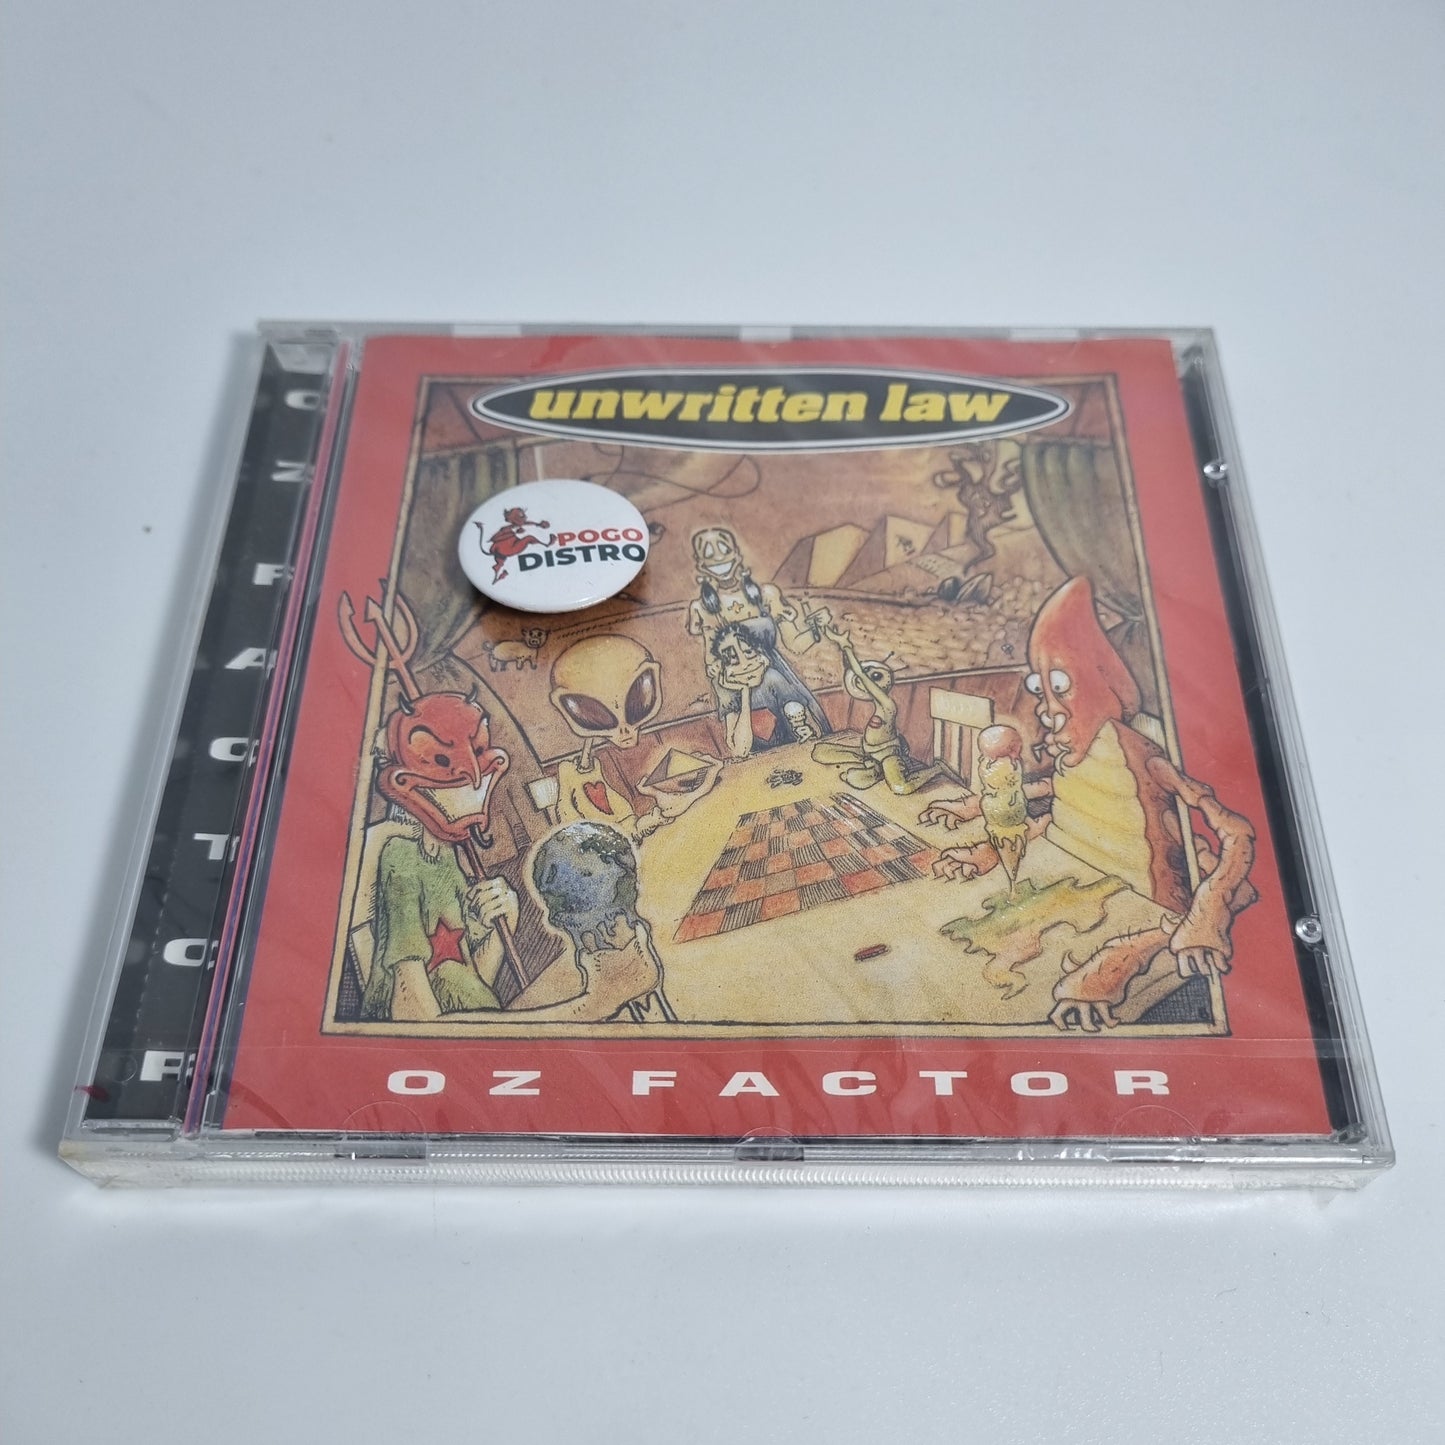 unwritten law
POGO
DISTRO
OZ FACTOR
OZ FACTOR